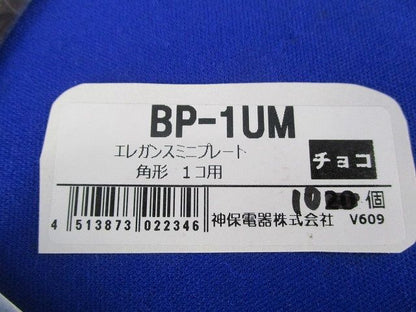 BP-1UM
エレガンスミニプレート
角形 1コ用
チョコ
10 20 個
4 513873 022346
神保電器株式会社 V609